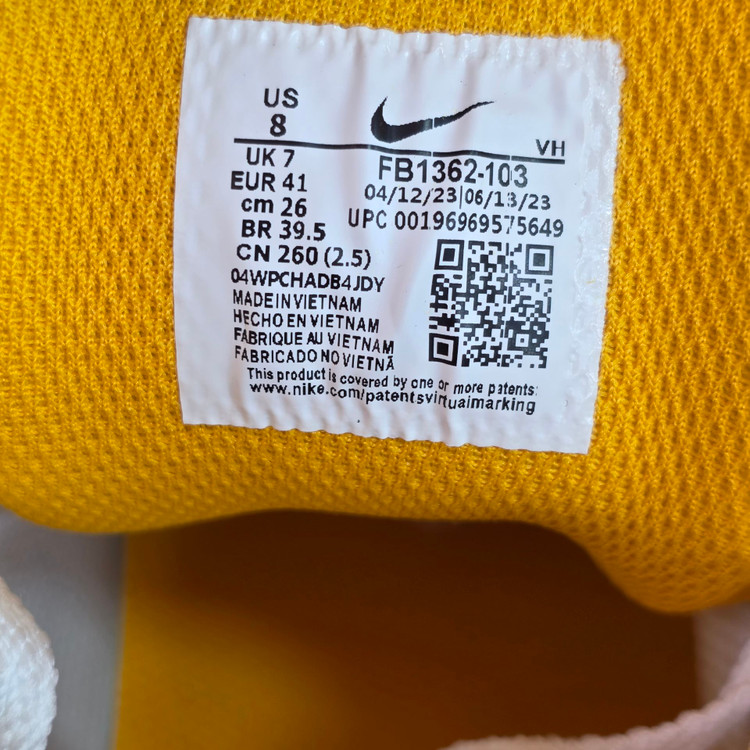 US
8
VH
UK 7
EUR 41
cm 26
BR 39.5
CN 260 (2.5)
FB1362-103
04/12/23|06/13/23
UPC 00196969575649
04WPCHADB4JDY
MADE IN VIETNAM
HECHO EN VIETNAM
FABRIQUE AU VIETNAM
FABRICADO NO VIETNÃ
This product is covered by one or more patents:
www.nike.com/patentsvirtualmarking